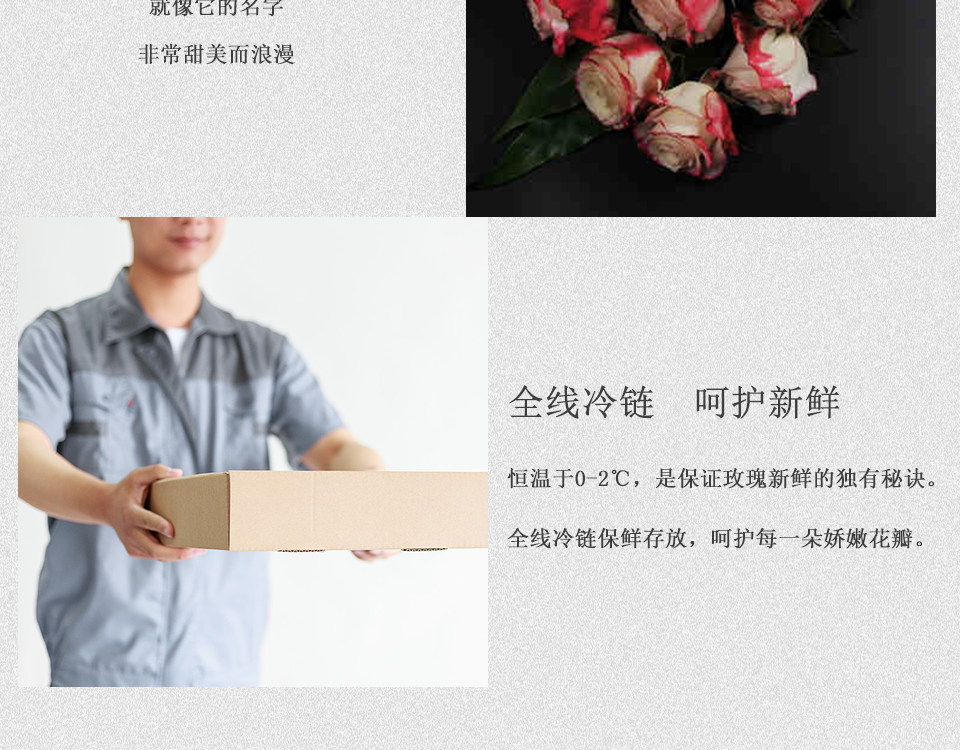 就像它的名字
非常甜美而浪漫
全线冷链 呵护新鲜
恒温于0-2℃，是保证玫瑰新鲜的独有秘诀。
全线冷链保鲜存放，呵护每一朵娇嫩花瓣。